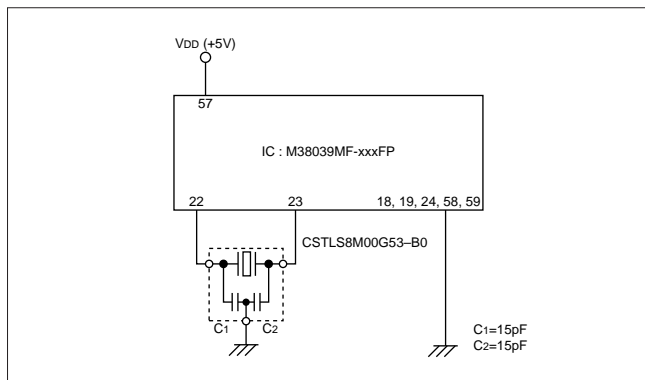 VDD (+5V)
57
IC : M38039MF-xxxFP
22
23
18, 19, 24, 58, 59
CSTLS8M00G53–B0
C1
C2
C1=15pF
C2=15pF